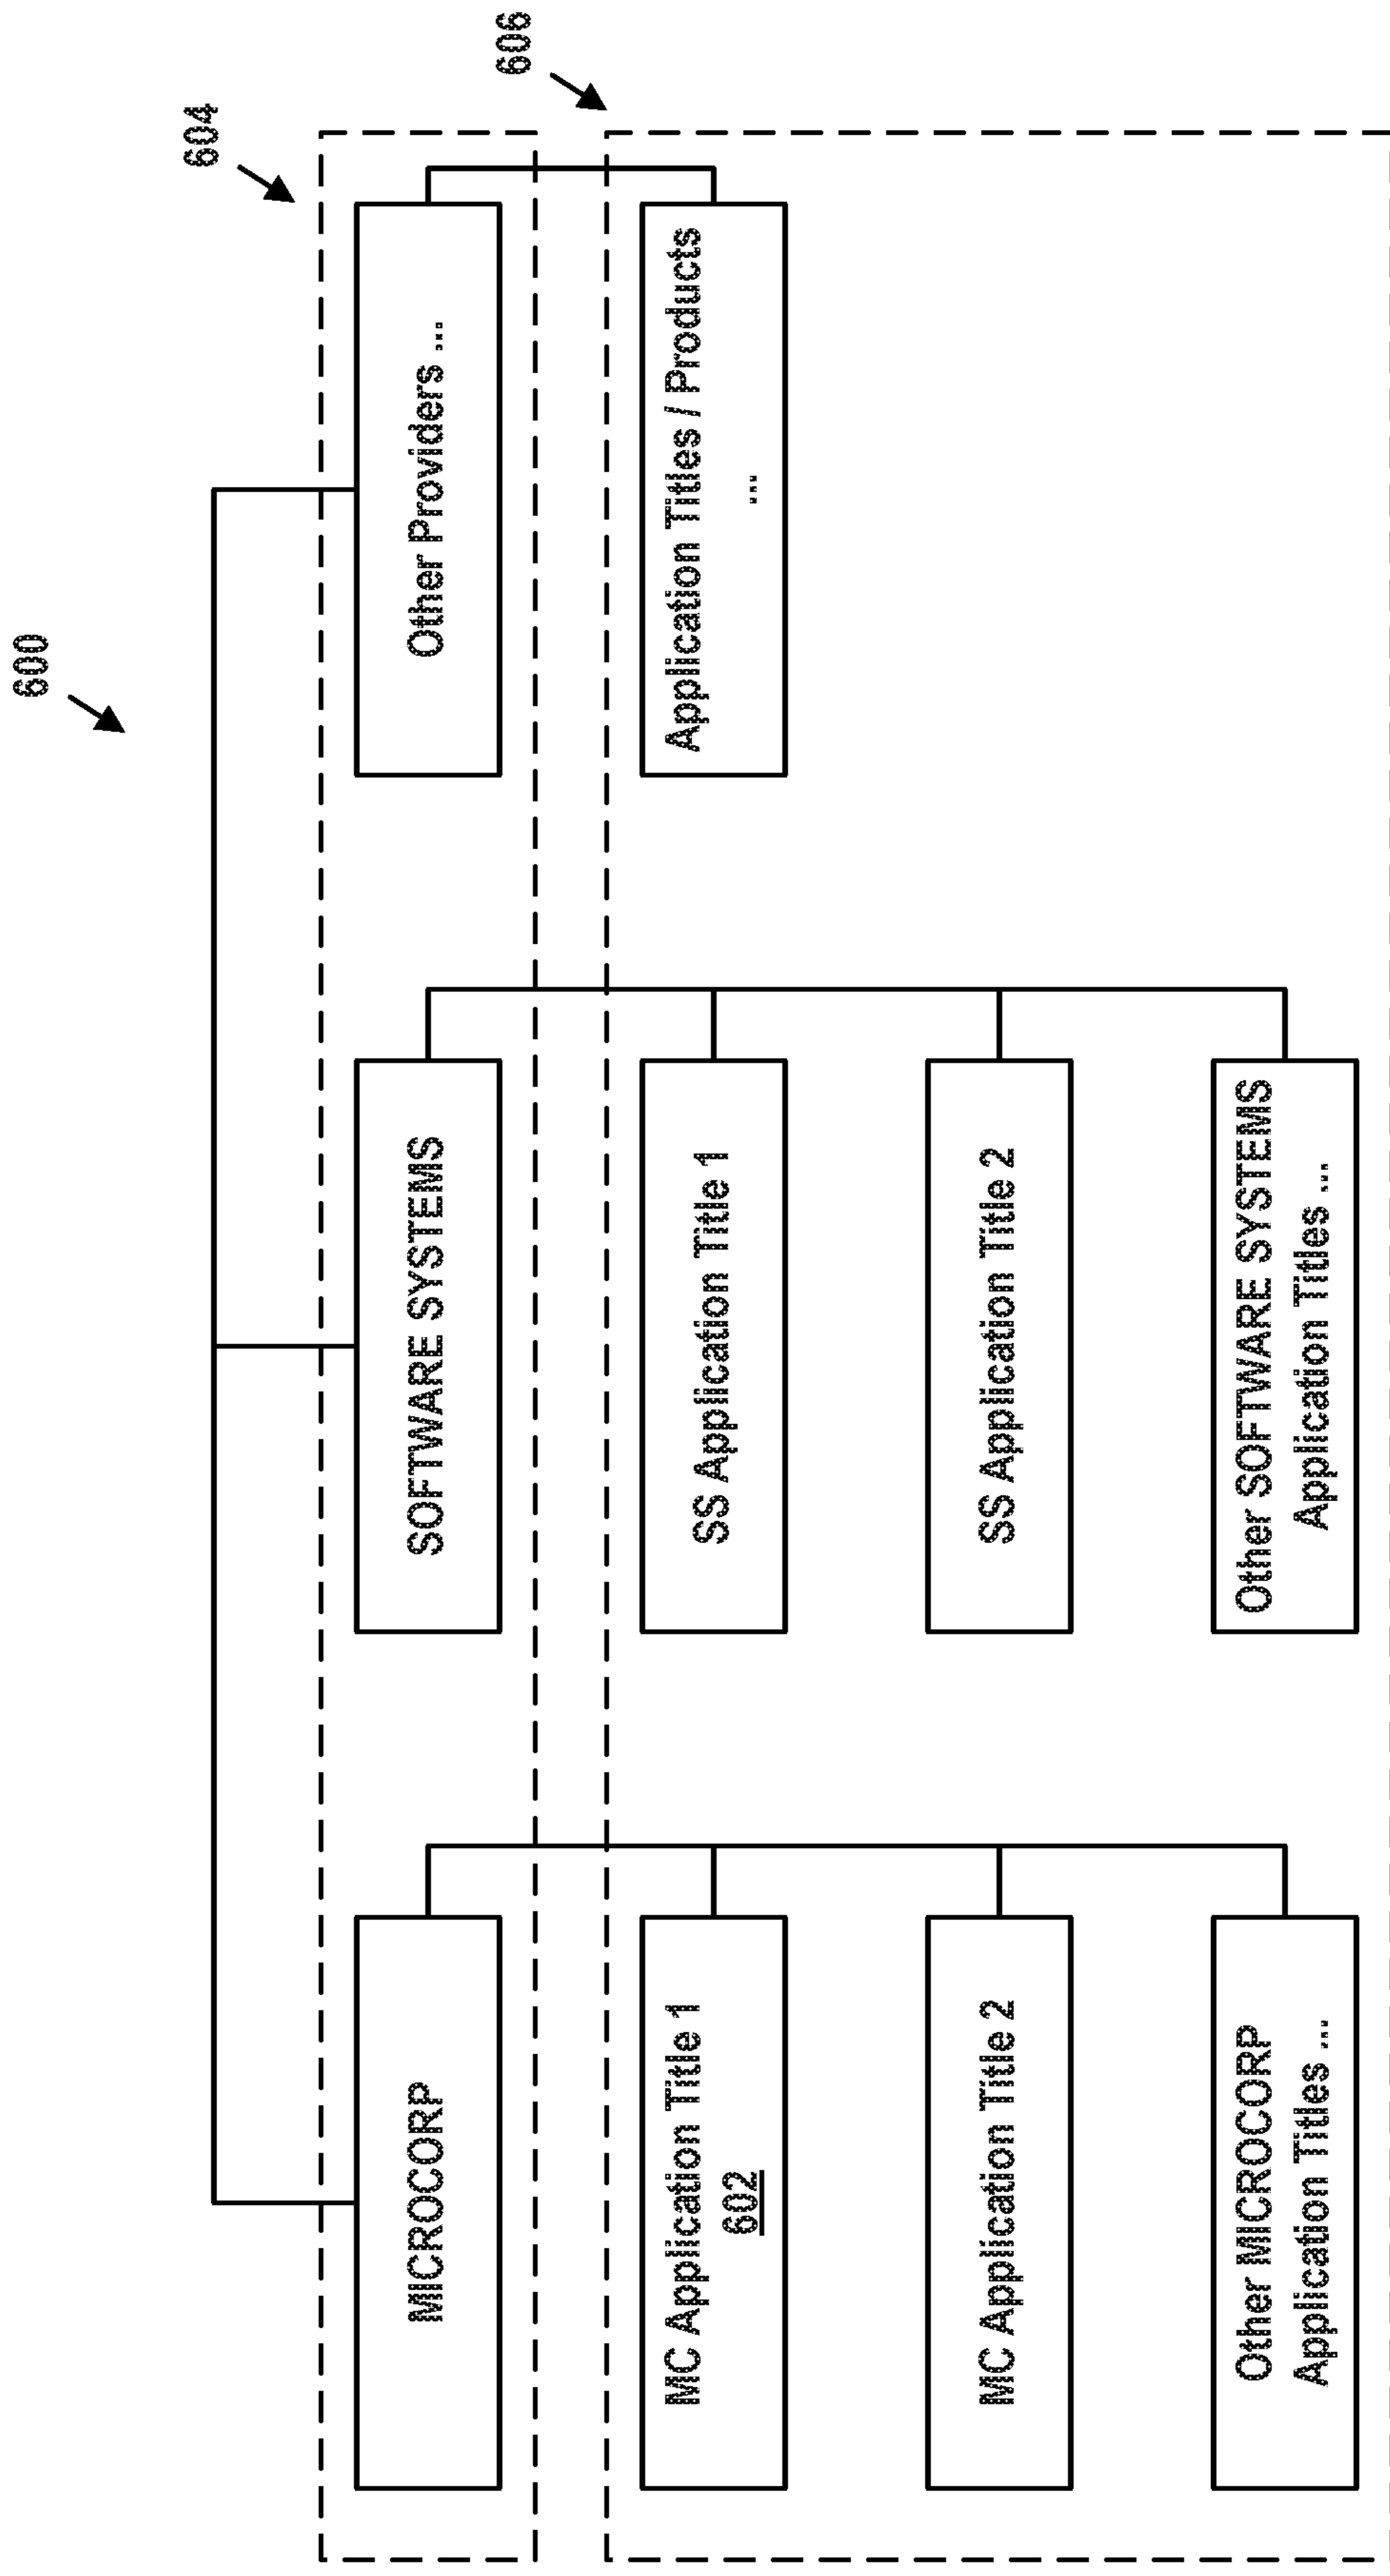 600
604
606
MICROCORP
SOFTWARE SYSTEMS
Other Providers ...
MC Application Title 1
602
SS Application Title 1
Application Titles / Products
...
MC Application Title 2
SS Application Title 2
Other MICROCORP
Application Titles ...
Other SOFTWARE SYSTEMS
Application Titles ...